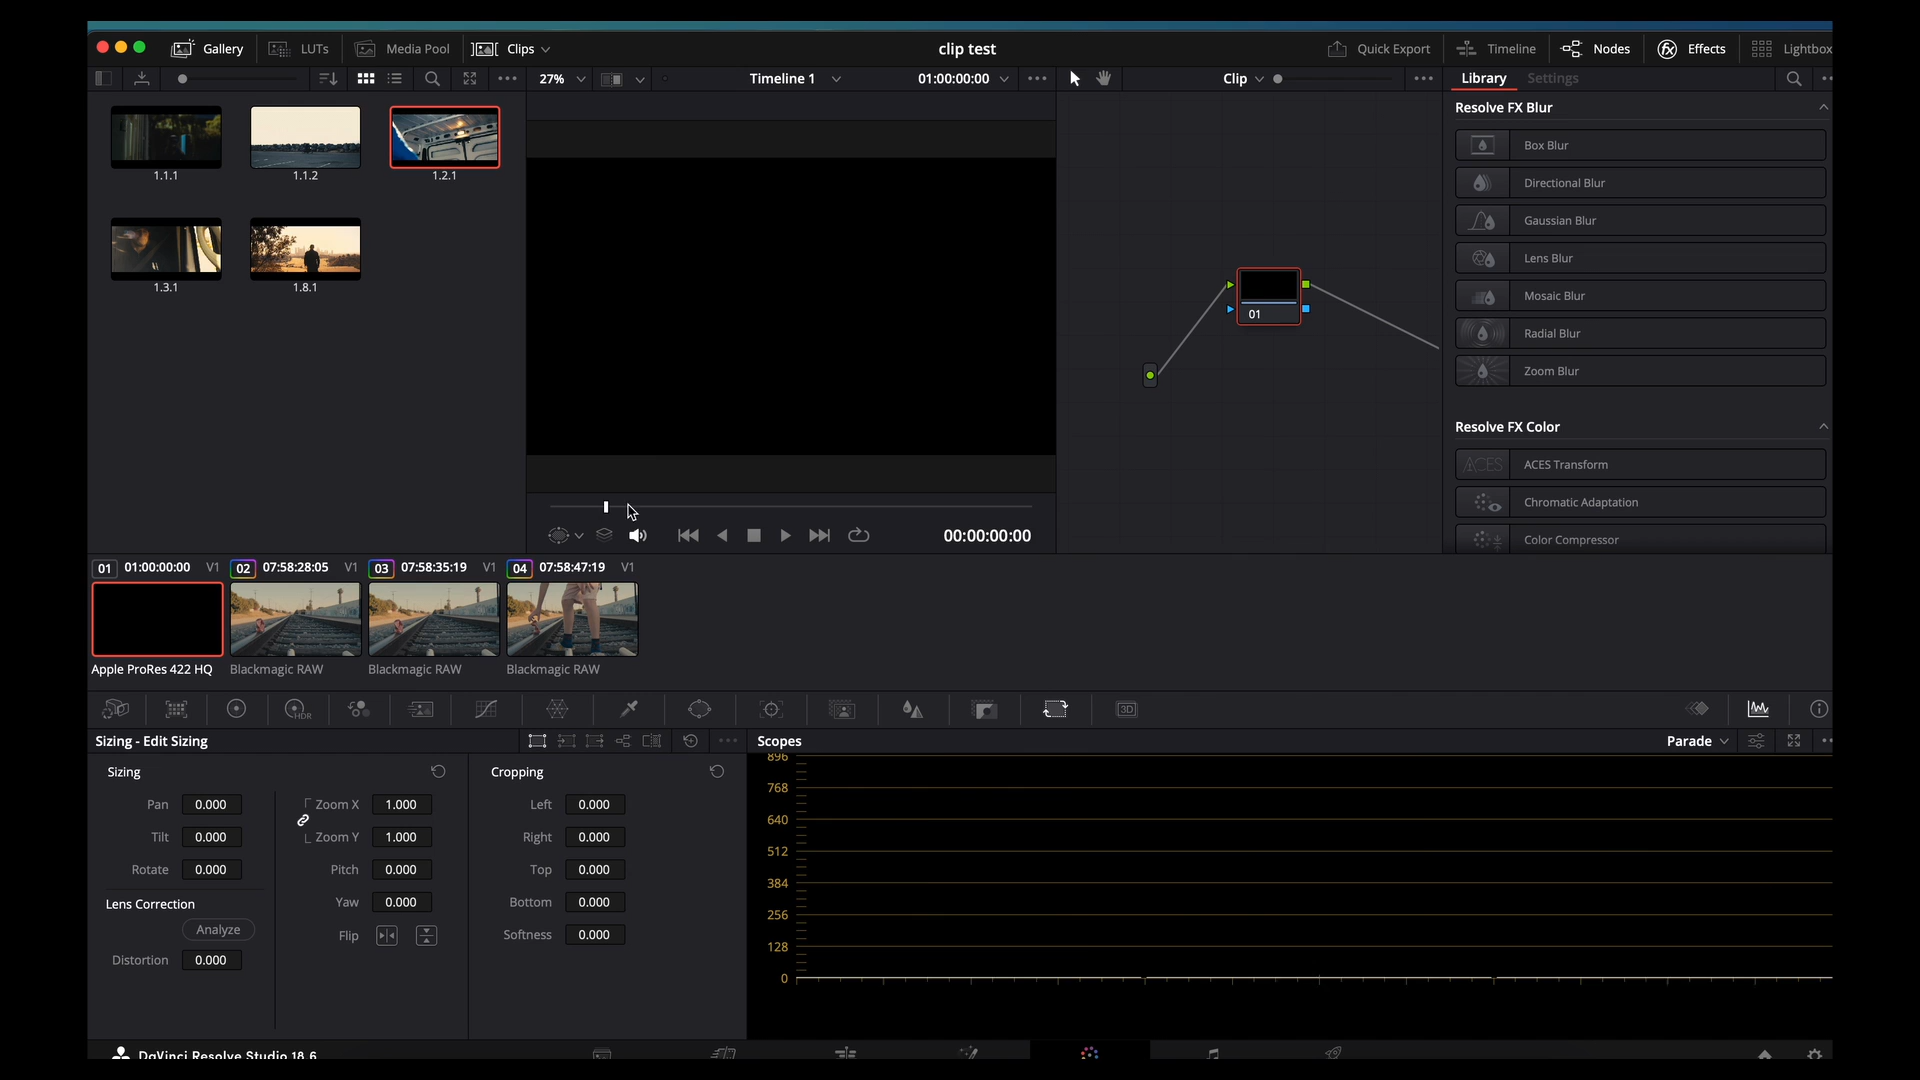 Gallery LUTs Media Pool Clips clip test Quick Export Timeline Nodes Effects Lightbox
27% Timeline 1 01:00:00:00 Clip Library Settings
Resolve FX Blur
Box Blur
Directional Blur
Gaussian Blur
Lens Blur
Mosaic Blur
Radial Blur
Zoom Blur
Resolve FX Color
ACES ACES Transform
Chromatic Adaptation
Color Compressor
1.1.1 1.1.2 1.2.1
1.3.1 1.8.1
01
00:00:00:00
01 01:00:00:00 V1 02 07:58:28:05 V1 03 07:58:35:19 V1 04 07:58:47:19 V1
Apple ProRes 422 HQ Blackmagic RAW Blackmagic RAW Blackmagic RAW
HDR 3D
Sizing - Edit Sizing
Sizing
Pan 0.000
Tilt 0.000
Rotate 0.000
Lens Correction
Analyze
Distortion 0.000
Zoom X 1.000
Zoom Y 1.000
Pitch 0.000
Yaw 0.000
Flip
Cropping
Left 0.000
Right 0.000
Top 0.000
Bottom 0.000
Softness 0.000
Scopes Parade
896
768
640
512
384
256
128
0
DaVinci Resolve Studio 18.6